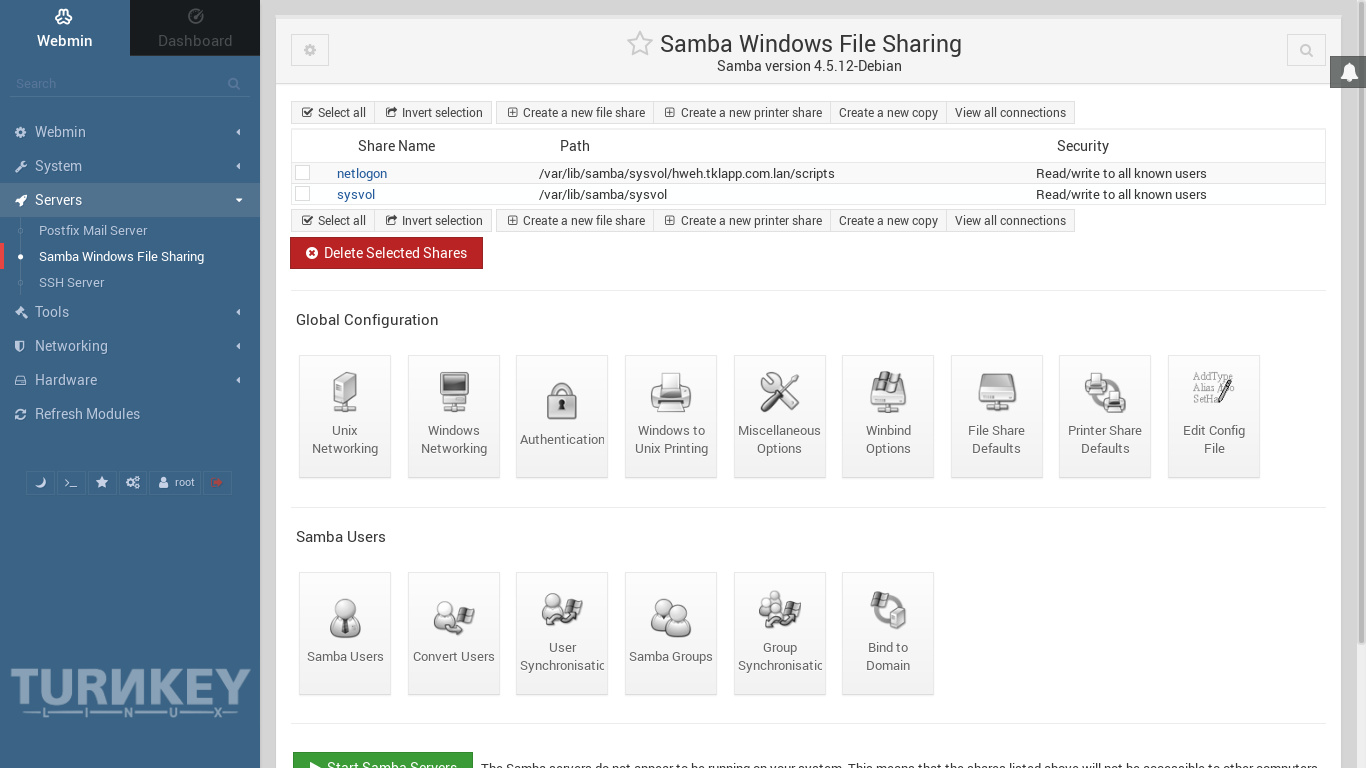 Webmin
Dashboard
Search
Webmin
System
Servers
Postfix Mail Server
Samba Windows File Sharing
SSH Server
Tools
Networking
Hardware
Refresh Modules
root
TURNKEY
LINUX
Samba Windows File Sharing
Samba version 4.5.12-Debian
Select all Invert selection Create a new file share Create a new printer share Create a new copy View all connections
Share Name Path Security
netlogon /var/lib/samba/sysvol/hweh.tklapp.com.lan/scripts Read/write to all known users
sysvol /var/lib/samba/sysvol Read/write to all known users
Select all Invert selection Create a new file share Create a new printer share Create a new copy View all connections
Delete Selected Shares
Global Configuration
AddType
Alias
SetHa
Unix Networking
Windows Networking
Authentication
Windows to Unix Printing
Miscellaneous Options
Winbind Options
File Share Defaults
Printer Share Defaults
Edit Config File
Samba Users
Samba Users
Convert Users
User Synchronisatic
Samba Groups
Group Synchronisatic
Bind to Domain
Start Samba Servers The Samba servers do not appear to be running on your system. This means that the shares listed above will not be accessible to other computers